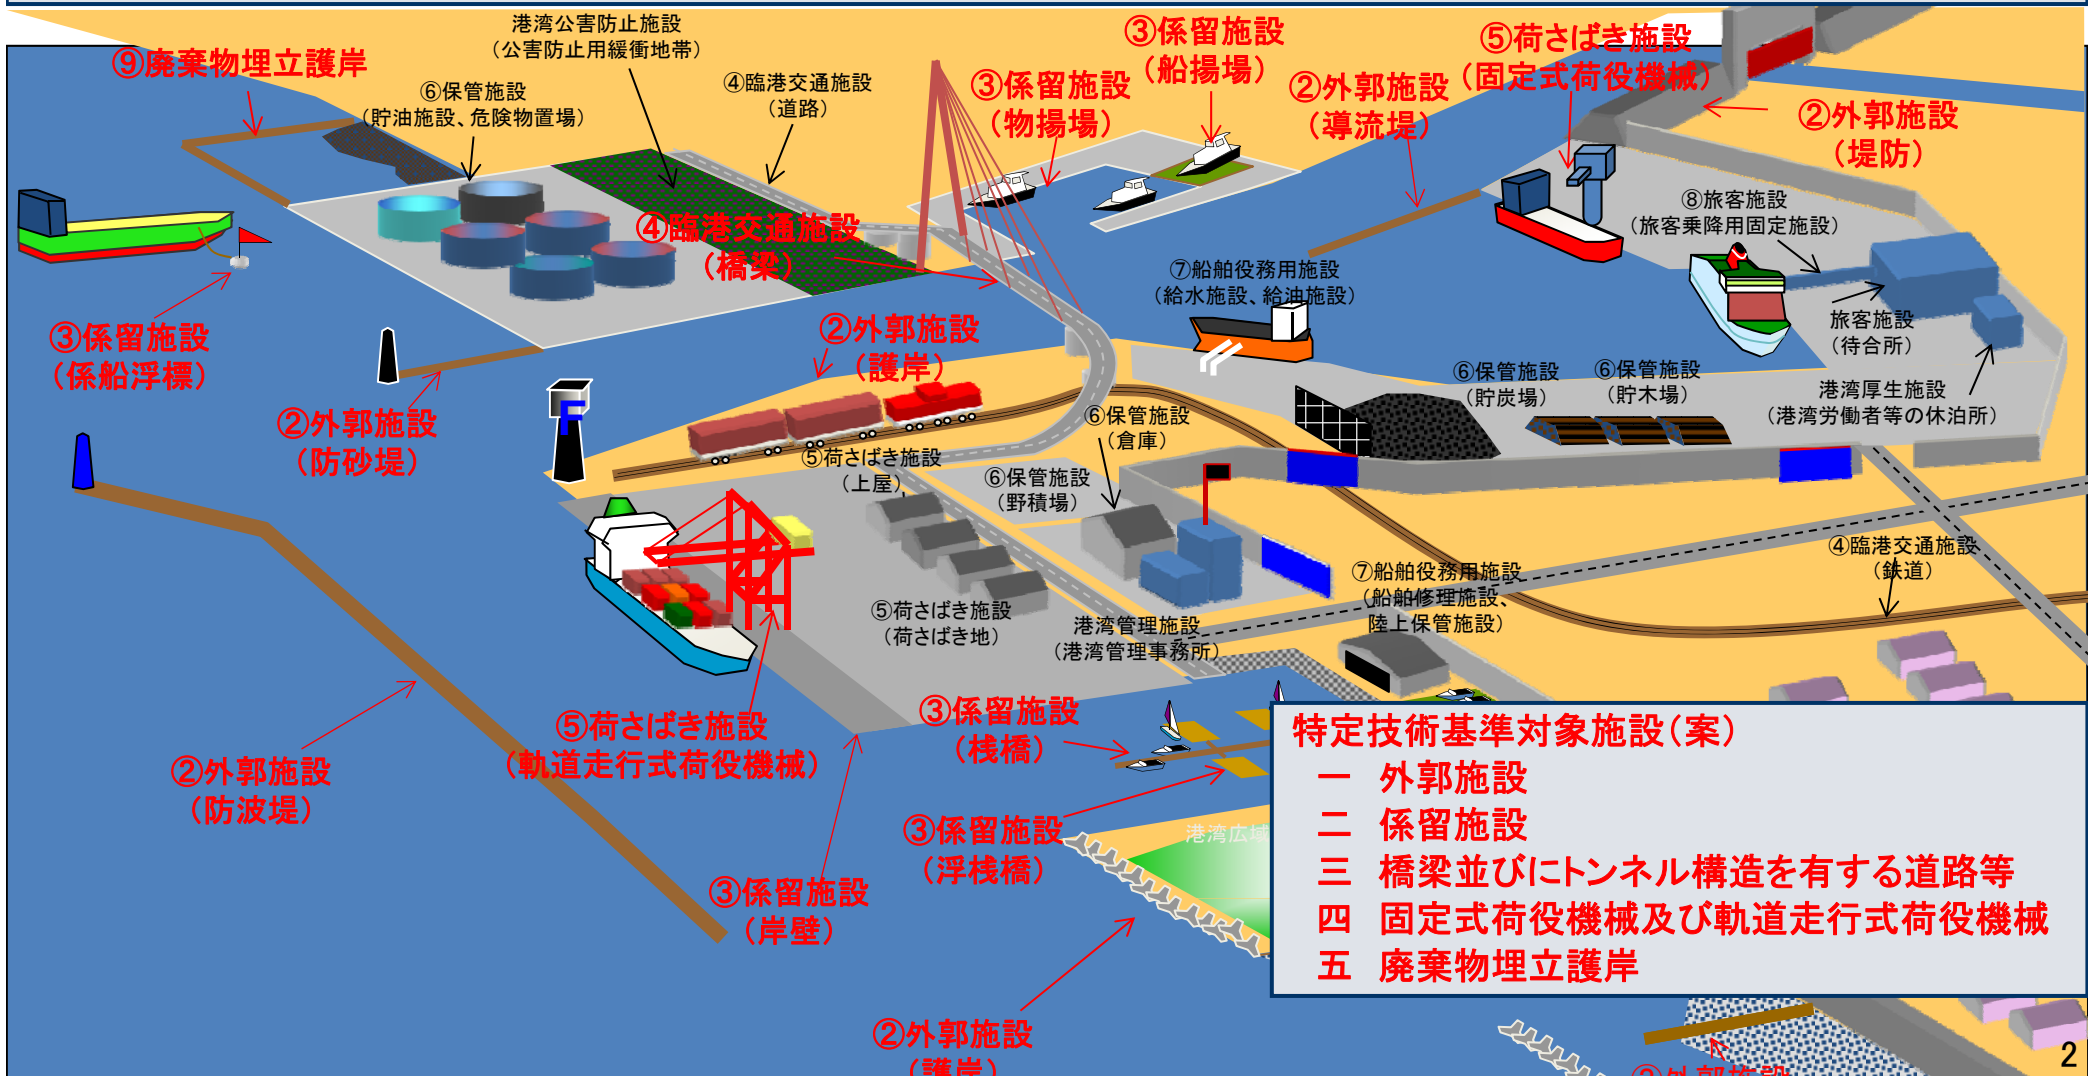 港湾公害防止施設
（公害防止用緩衝地帯）
③係留施設
（船揚場）
⑤荷さばき施設
（固定式荷役機械）
⑨廃棄物埋立護岸
⑥保管施設
（貯油施設、危険物置場）
④臨港交通施設
（道路）
③係留施設
（物揚場）
②外郭施設
（導流堤）
②外郭施設
（堤防）
⑧旅客施設
（旅客乗降用固定施設）
④臨港交通施設
（橋梁）
⑦船舶役務用施設
（給水施設、給油施設）
旅客施設
（待合所）
③係留施設
（係船浮標）
②外郭施設
（護岸）
⑥保管施設
（貯炭場）
⑥保管施設
（貯木場）
港湾厚生施設
（港湾労働者等の休泊所）
②外郭施設
（防砂堤）
F
⑥保管施設
（倉庫）
⑤荷さばき施設
（上屋）
⑥保管施設
（野積場）
④臨港交通施設
（鉄道）
⑦船舶役務用施設
（船舶修理施設、
陸上保管施設）
⑤荷さばき施設
（荷さばき地）
港湾管理施設
（港湾管理事務所）
⑤荷さばき施設
（軌道走行式荷役機械）
③係留施設
（桟橋）
②外郭施設
（防波堤）
③係留施設
（浮桟橋）
港湾広域
③係留施設
（岸壁）
特定技術基準対象施設（案）
一　外郭施設
二　係留施設
三　橋梁並びにトンネル構造を有する道路等
四　固定式荷役機械及び軌道走行式荷役機械
五　廃棄物埋立護岸
②外郭施設
（護岸）
②外郭施設
2